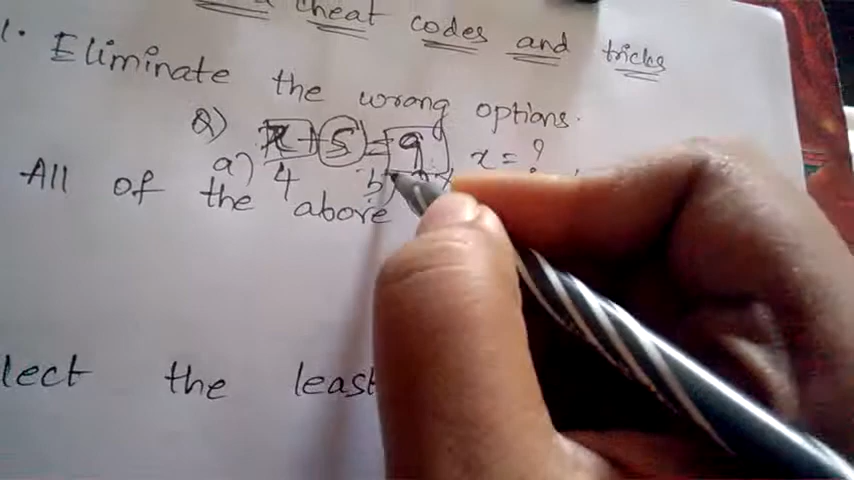 cheat codes and tricks
1. Eliminate the wrong options.
Q) x + 5 = 9 x = ?
a) 4 b)
All of the above
lect the least